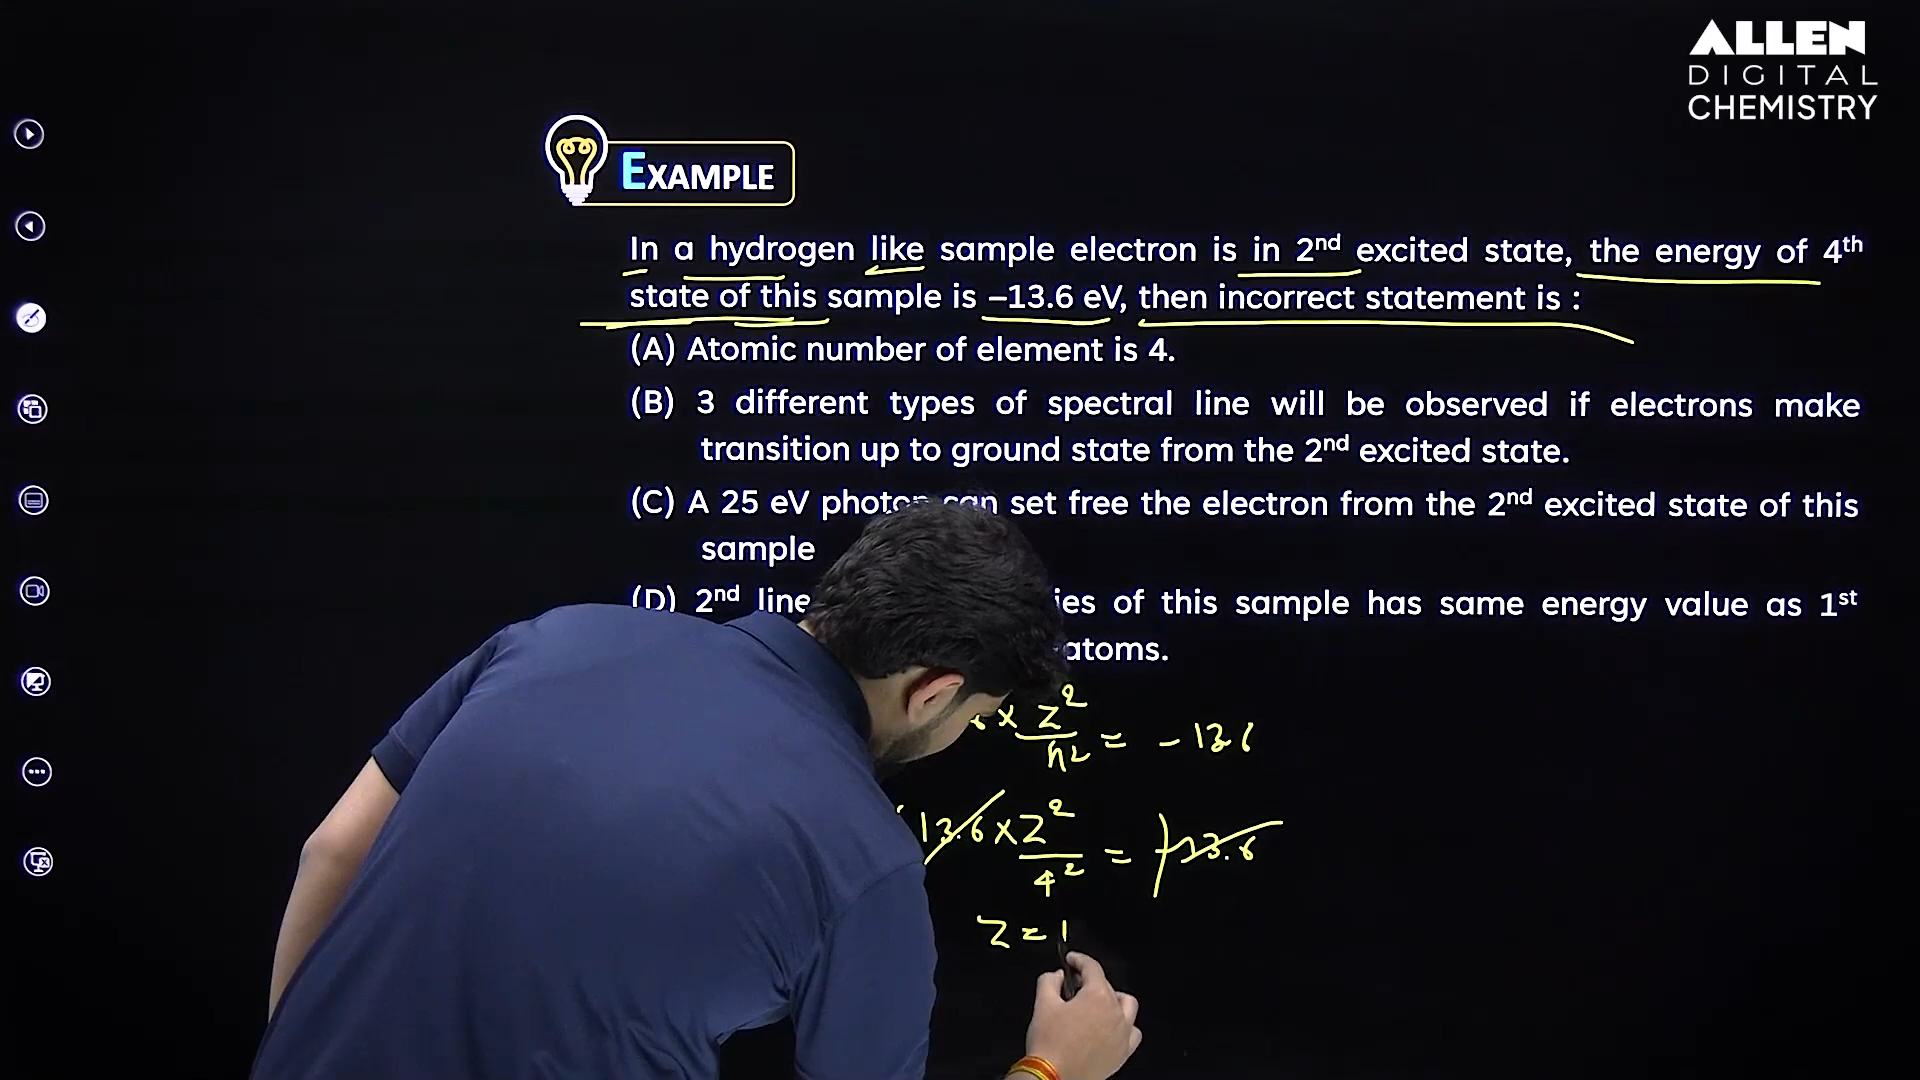 ALLEN
DIGITAL
CHEMISTRY
EXAMPLE
In a hydrogen like sample electron is in 2nd excited state, the energy of 4th
state of this sample is –13.6 eV, then incorrect statement is :
(A) Atomic number of element is 4.
(B) 3 different types of spectral line will be observed if electrons make
transition up to ground state from the 2nd excited state.
(C) A 25 eV photon can set free the electron from the 2nd excited state of this
sample
(D) 2nd line ies of this sample has same energy value as 1st
atoms.
× Z²/n² = – 13.6
13.6 × Z²/4² = –13.6
Z = 1